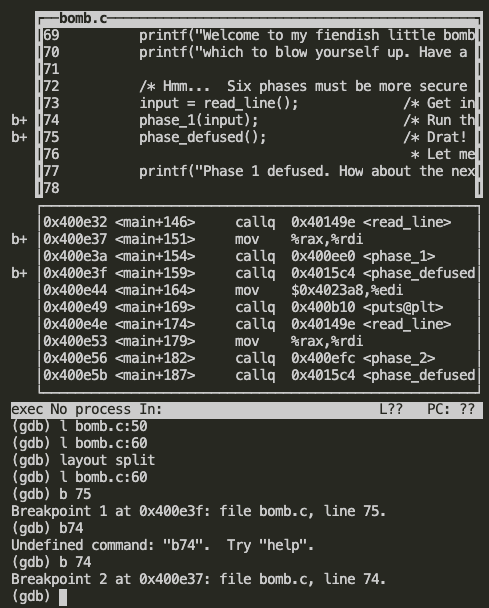 bomb.c
69 printf("Welcome to my fiendish little bomb
70 printf("which to blow yourself up. Have a
71
72 /* Hmm... Six phases must be more secure
73 input = read_line(); /* Get in
b+ 74 phase_1(input); /* Run th
b+ 75 phase_defused(); /* Drat!
76 * Let me
77 printf("Phase 1 defused. How about the nex
78
0x400e32 <main+146> callq 0x40149e <read_line>
b+ 0x400e37 <main+151> mov %rax,%rdi
0x400e3a <main+154> callq 0x400ee0 <phase_1>
b+ 0x400e3f <main+159> callq 0x4015c4 <phase_defused
0x400e44 <main+164> mov $0x4023a8,%edi
0x400e49 <main+169> callq 0x400b10 <puts@plt>
0x400e4e <main+174> callq 0x40149e <read_line>
0x400e53 <main+179> mov %rax,%rdi
0x400e56 <main+182> callq 0x400efc <phase_2>
0x400e5b <main+187> callq 0x4015c4 <phase_defused
exec No process In: L?? PC: ??
(gdb) l bomb.c:50
(gdb) l bomb.c:60
(gdb) layout split
(gdb) l bomb.c:60
(gdb) b 75
Breakpoint 1 at 0x400e3f: file bomb.c, line 75.
(gdb) b74
Undefined command: "b74". Try "help".
(gdb) b 74
Breakpoint 2 at 0x400e37: file bomb.c, line 74.
(gdb)